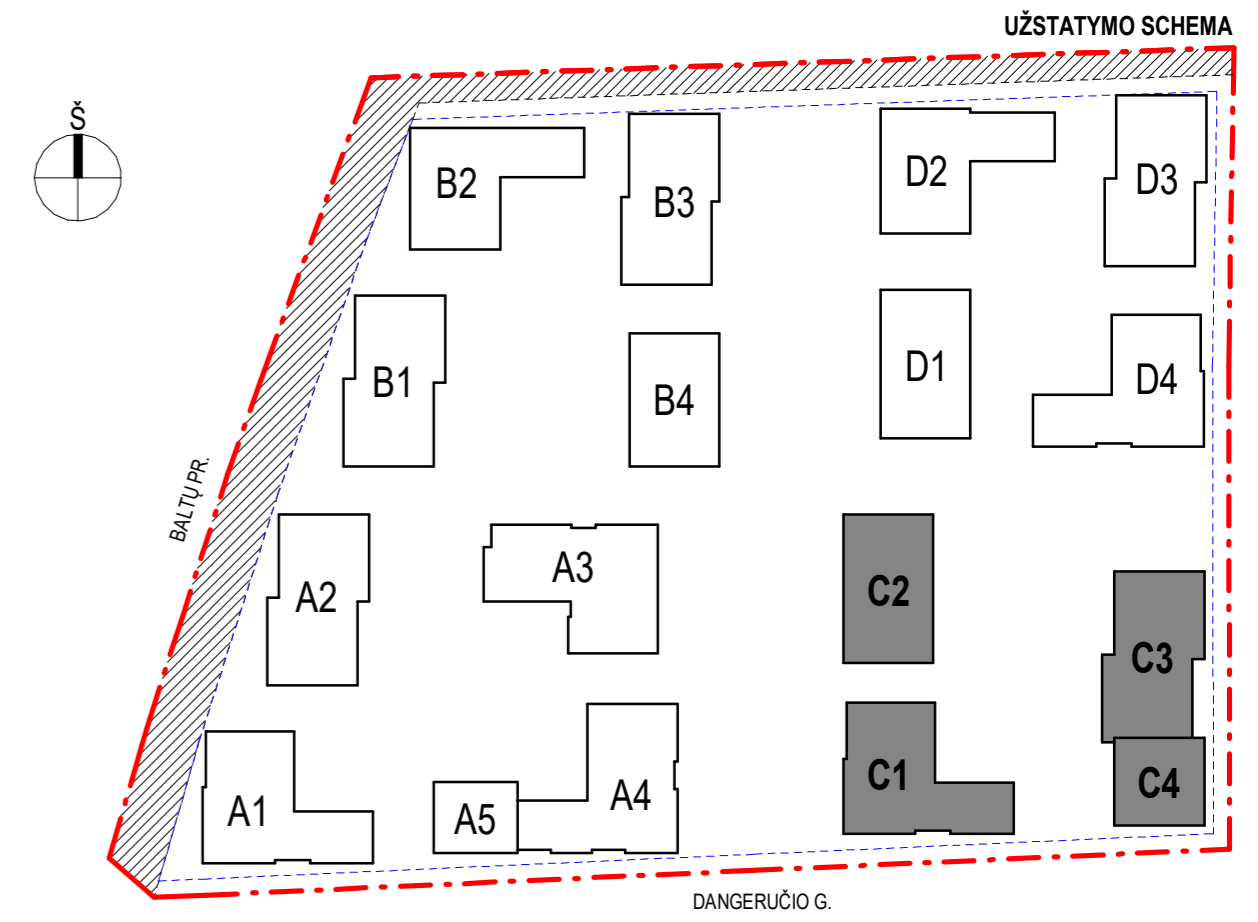 UŽSTATYMO SCHEMA
Š
B2
B3
D2
D3
B1
B4
D1
D4
BALTŲ PR.
A2
A3
C2
C3
A1
A5
A4
C1
C4
DANGERUČIO G.